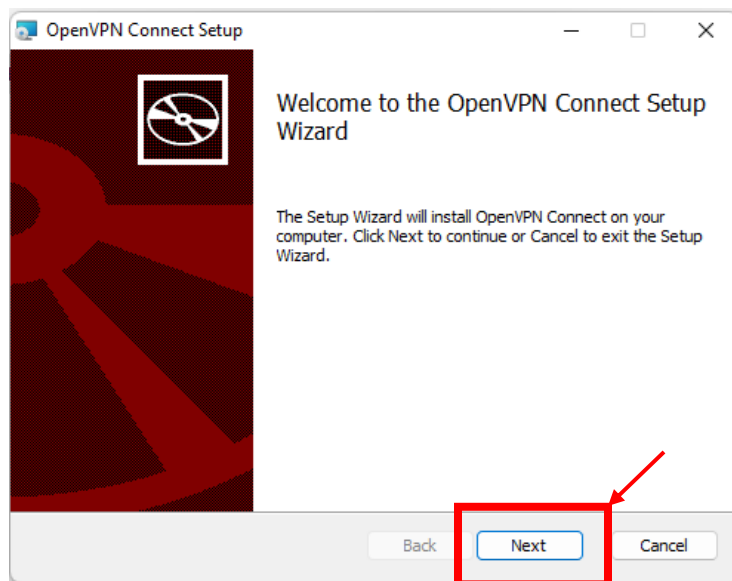 OpenVPN Connect Setup
Welcome to the OpenVPN Connect Setup
Wizard
The Setup Wizard will install OpenVPN Connect on your
computer. Click Next to continue or Cancel to exit the Setup
Wizard.
Back Next Cancel